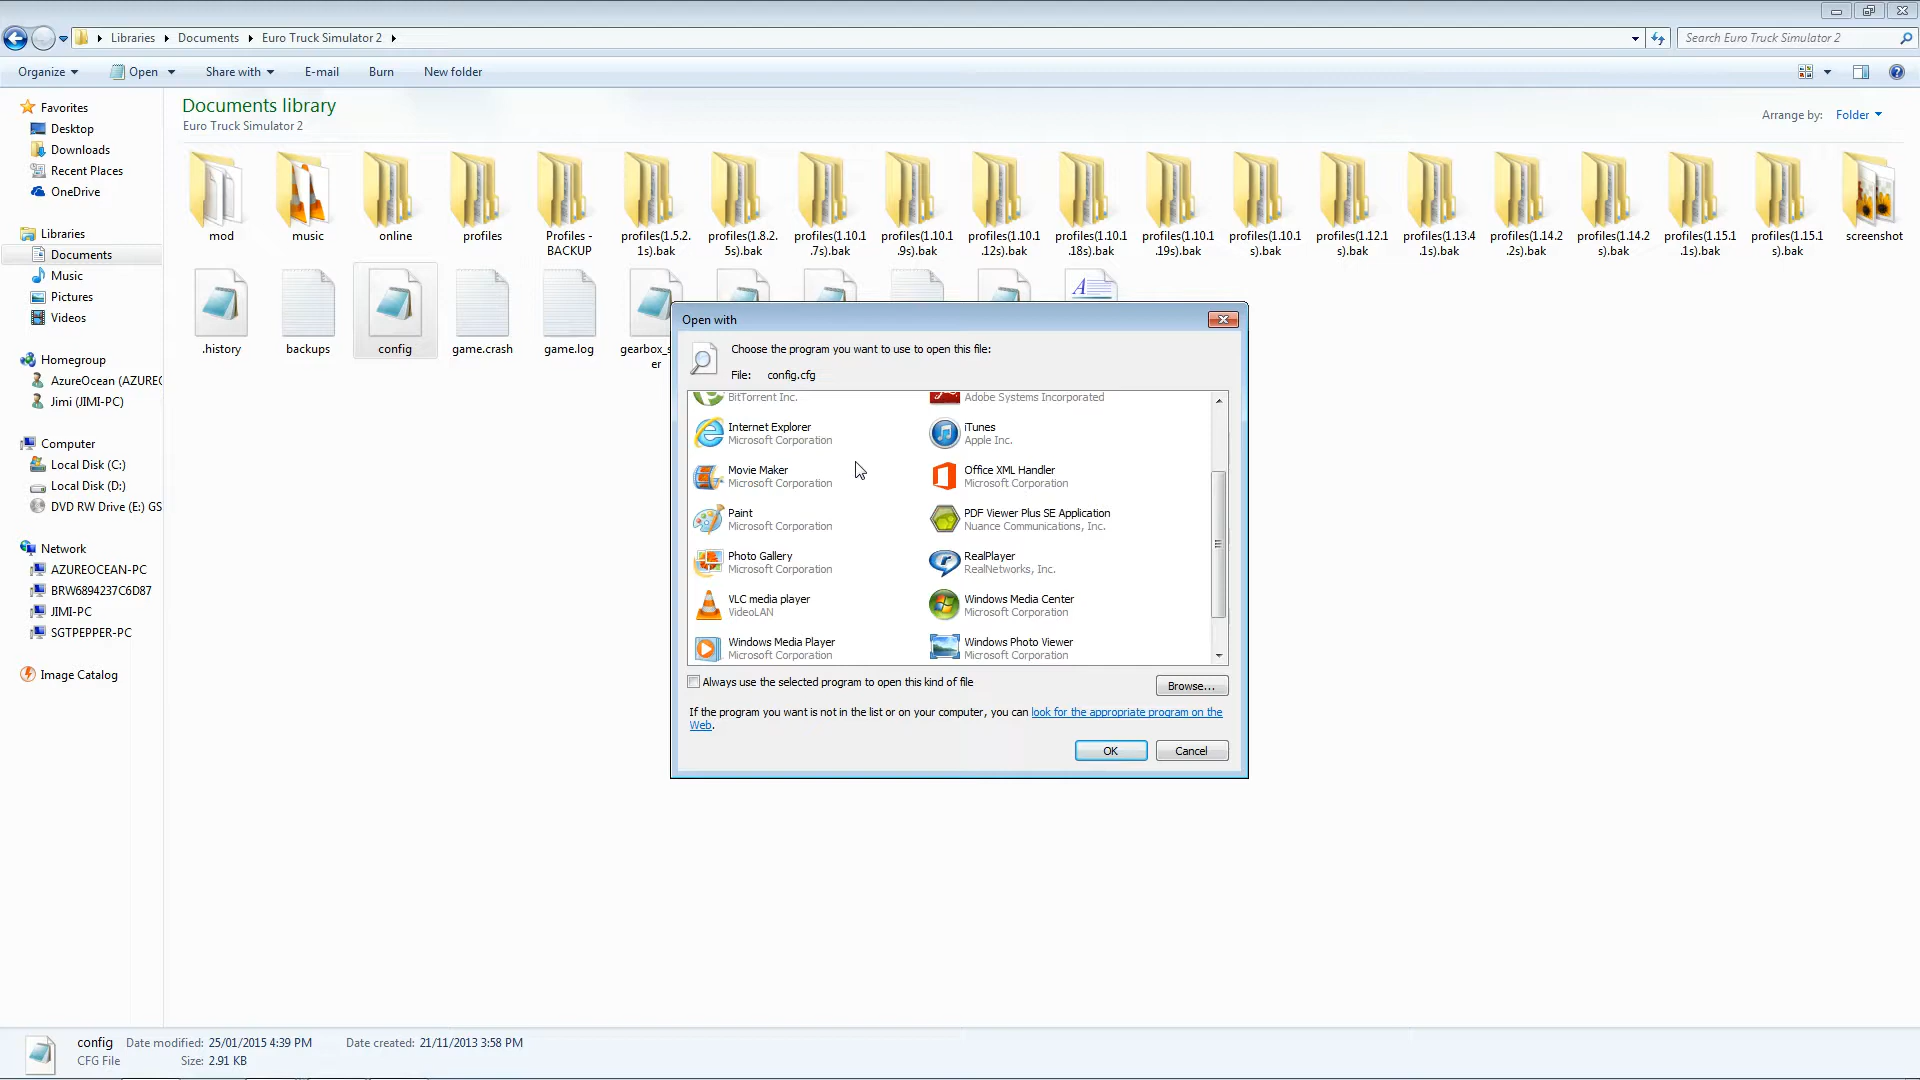 Libraries Documents Euro Truck Simulator 2
Search Euro Truck Simulator 2
Organize Open Share with E-mail Burn New folder
Documents library
Euro Truck Simulator 2
Arrange by: Folder
Favorites
Desktop
Downloads
Recent Places
OneDrive
Libraries
Documents
Music
Pictures
Videos
Homegroup
AzureOcean (AZUREC
Jimi (JIMI-PC)
Computer
Local Disk (C:)
Local Disk (D:)
DVD RW Drive (E:) GS
Network
AZUREOCEAN-PC
BRW6894237C6D87
JIMI-PC
SGTPEPPER-PC
Image Catalog
mod
music
online
profiles
Profiles -
BACKUP
profiles(1.5.2.
1s).bak
profiles(1.8.2.
5s).bak
profiles(1.10.1
.7s).bak
profiles(1.10.1
.9s).bak
profiles(1.10.1
.12s).bak
profiles(1.10.1
.18s).bak
profiles(1.10.1
.19s).bak
profiles(1.10.1
s).bak
profiles(1.12.1
s).bak
profiles(1.13.4
.1s).bak
profiles(1.14.2
.2s).bak
profiles(1.14.2
s).bak
profiles(1.15.1
.1s).bak
profiles(1.15.1
s).bak
screenshot
.history
backups
config
game.crash
game.log
gearbox_s
er
Open with
Choose the program you want to use to open this file:
File: config.cfg
BitTorrent Inc.
Adobe Systems Incorporated
Internet Explorer
Microsoft Corporation
iTunes
Apple Inc.
Movie Maker
Microsoft Corporation
Office XML Handler
Microsoft Corporation
Paint
Microsoft Corporation
PDF Viewer Plus SE Application
Nuance Communications, Inc.
Photo Gallery
Microsoft Corporation
RealPlayer
RealNetworks, Inc.
VLC media player
VideoLAN
Windows Media Center
Microsoft Corporation
Windows Media Player
Microsoft Corporation
Windows Photo Viewer
Microsoft Corporation
Always use the selected program to open this kind of file
Browse...
If the program you want is not in the list or on your computer, you can look for the appropriate program on the
Web.
OK
Cancel
config Date modified: 25/01/2015 4:39 PM Date created: 21/11/2013 3:58 PM
CFG File Size: 2.91 KB